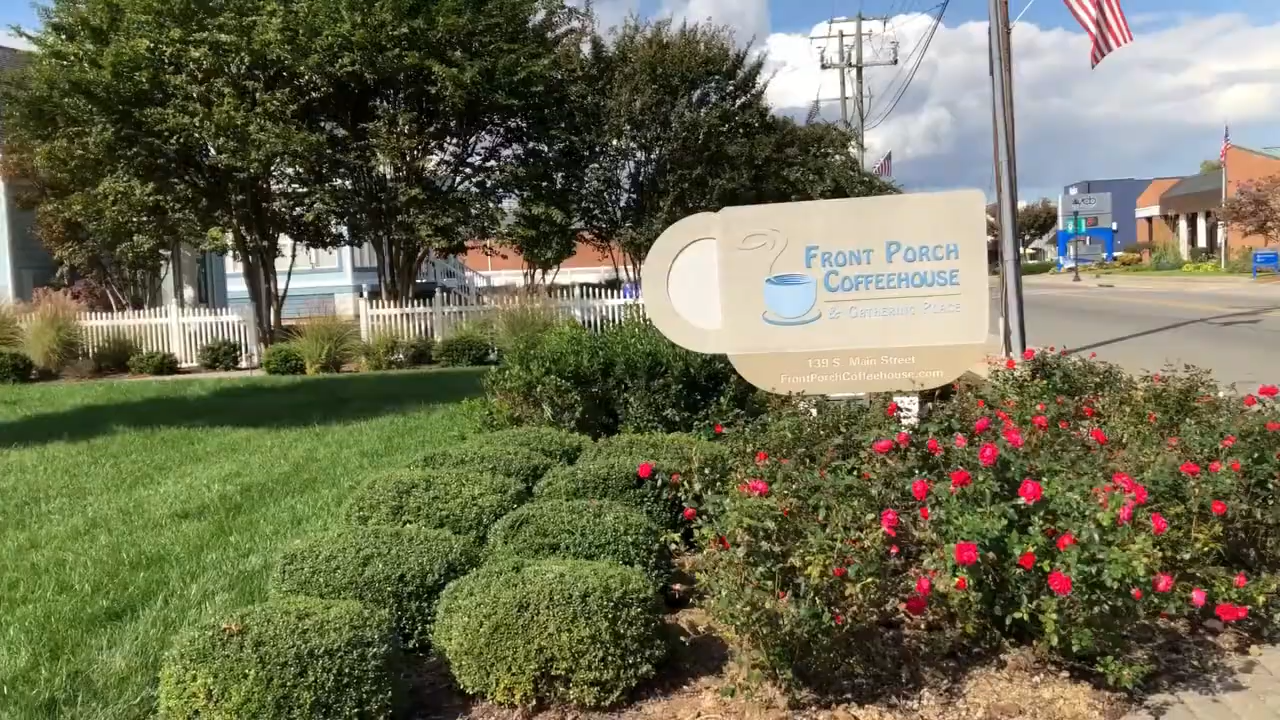 Front Porch
Coffeehouse
& Gathering Place
139 S. Main Street
FrontPorchCoffeehouse.com